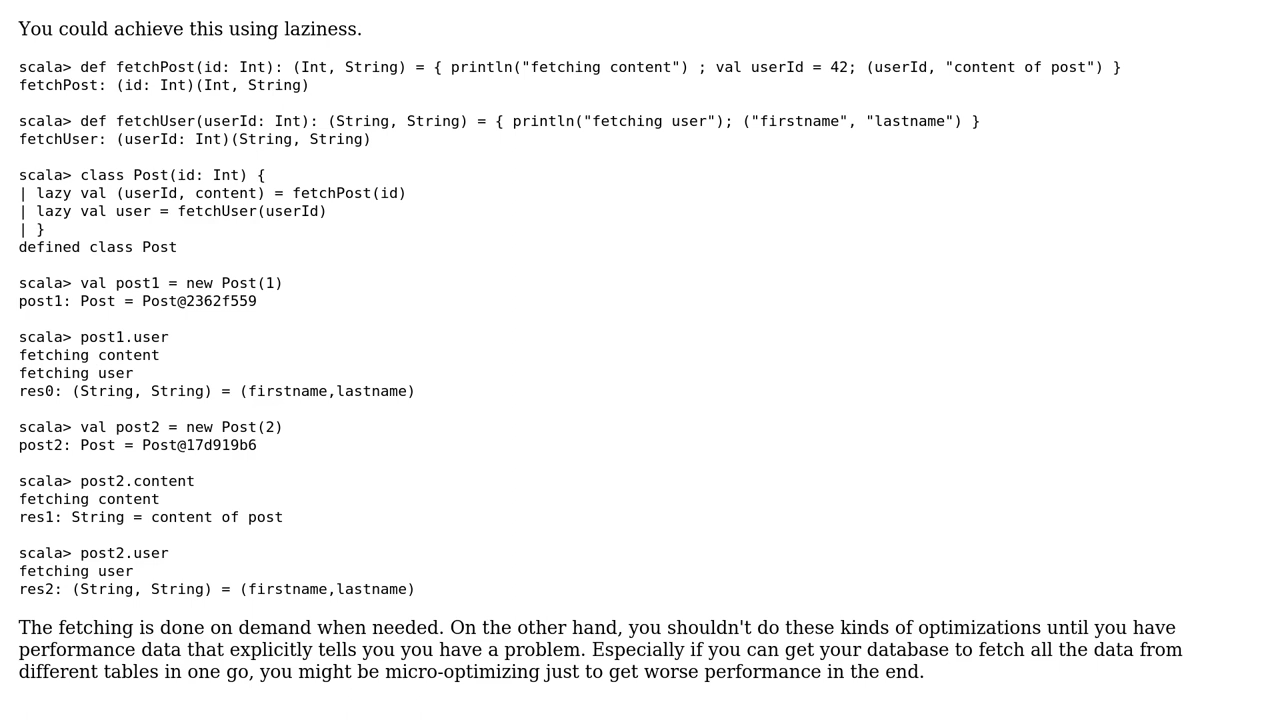 You could achieve this using laziness.
scala> def fetchPost(id: Int): (Int, String) = { println("fetching content") ; val userId = 42; (userId, "content of post") }
fetchPost: (id: Int)(Int, String)
scala> def fetchUser(userId: Int): (String, String) = { println("fetching user"); ("firstname", "lastname") }
fetchUser: (userId: Int)(String, String)
scala> class Post(id: Int) {
| lazy val (userId, content) = fetchPost(id)
| lazy val user = fetchUser(userId)
| }
defined class Post
scala> val post1 = new Post(1)
post1: Post = Post@2362f559
scala> post1.user
fetching content
fetching user
res0: (String, String) = (firstname,lastname)
scala> val post2 = new Post(2)
post2: Post = Post@17d919b6
scala> post2.content
fetching content
res1: String = content of post
scala> post2.user
fetching user
res2: (String, String) = (firstname,lastname)
The fetching is done on demand when needed. On the other hand, you shouldn't do these kinds of optimizations until you have
performance data that explicitly tells you you have a problem. Especially if you can get your database to fetch all the data from
different tables in one go, you might be micro-optimizing just to get worse performance in the end.